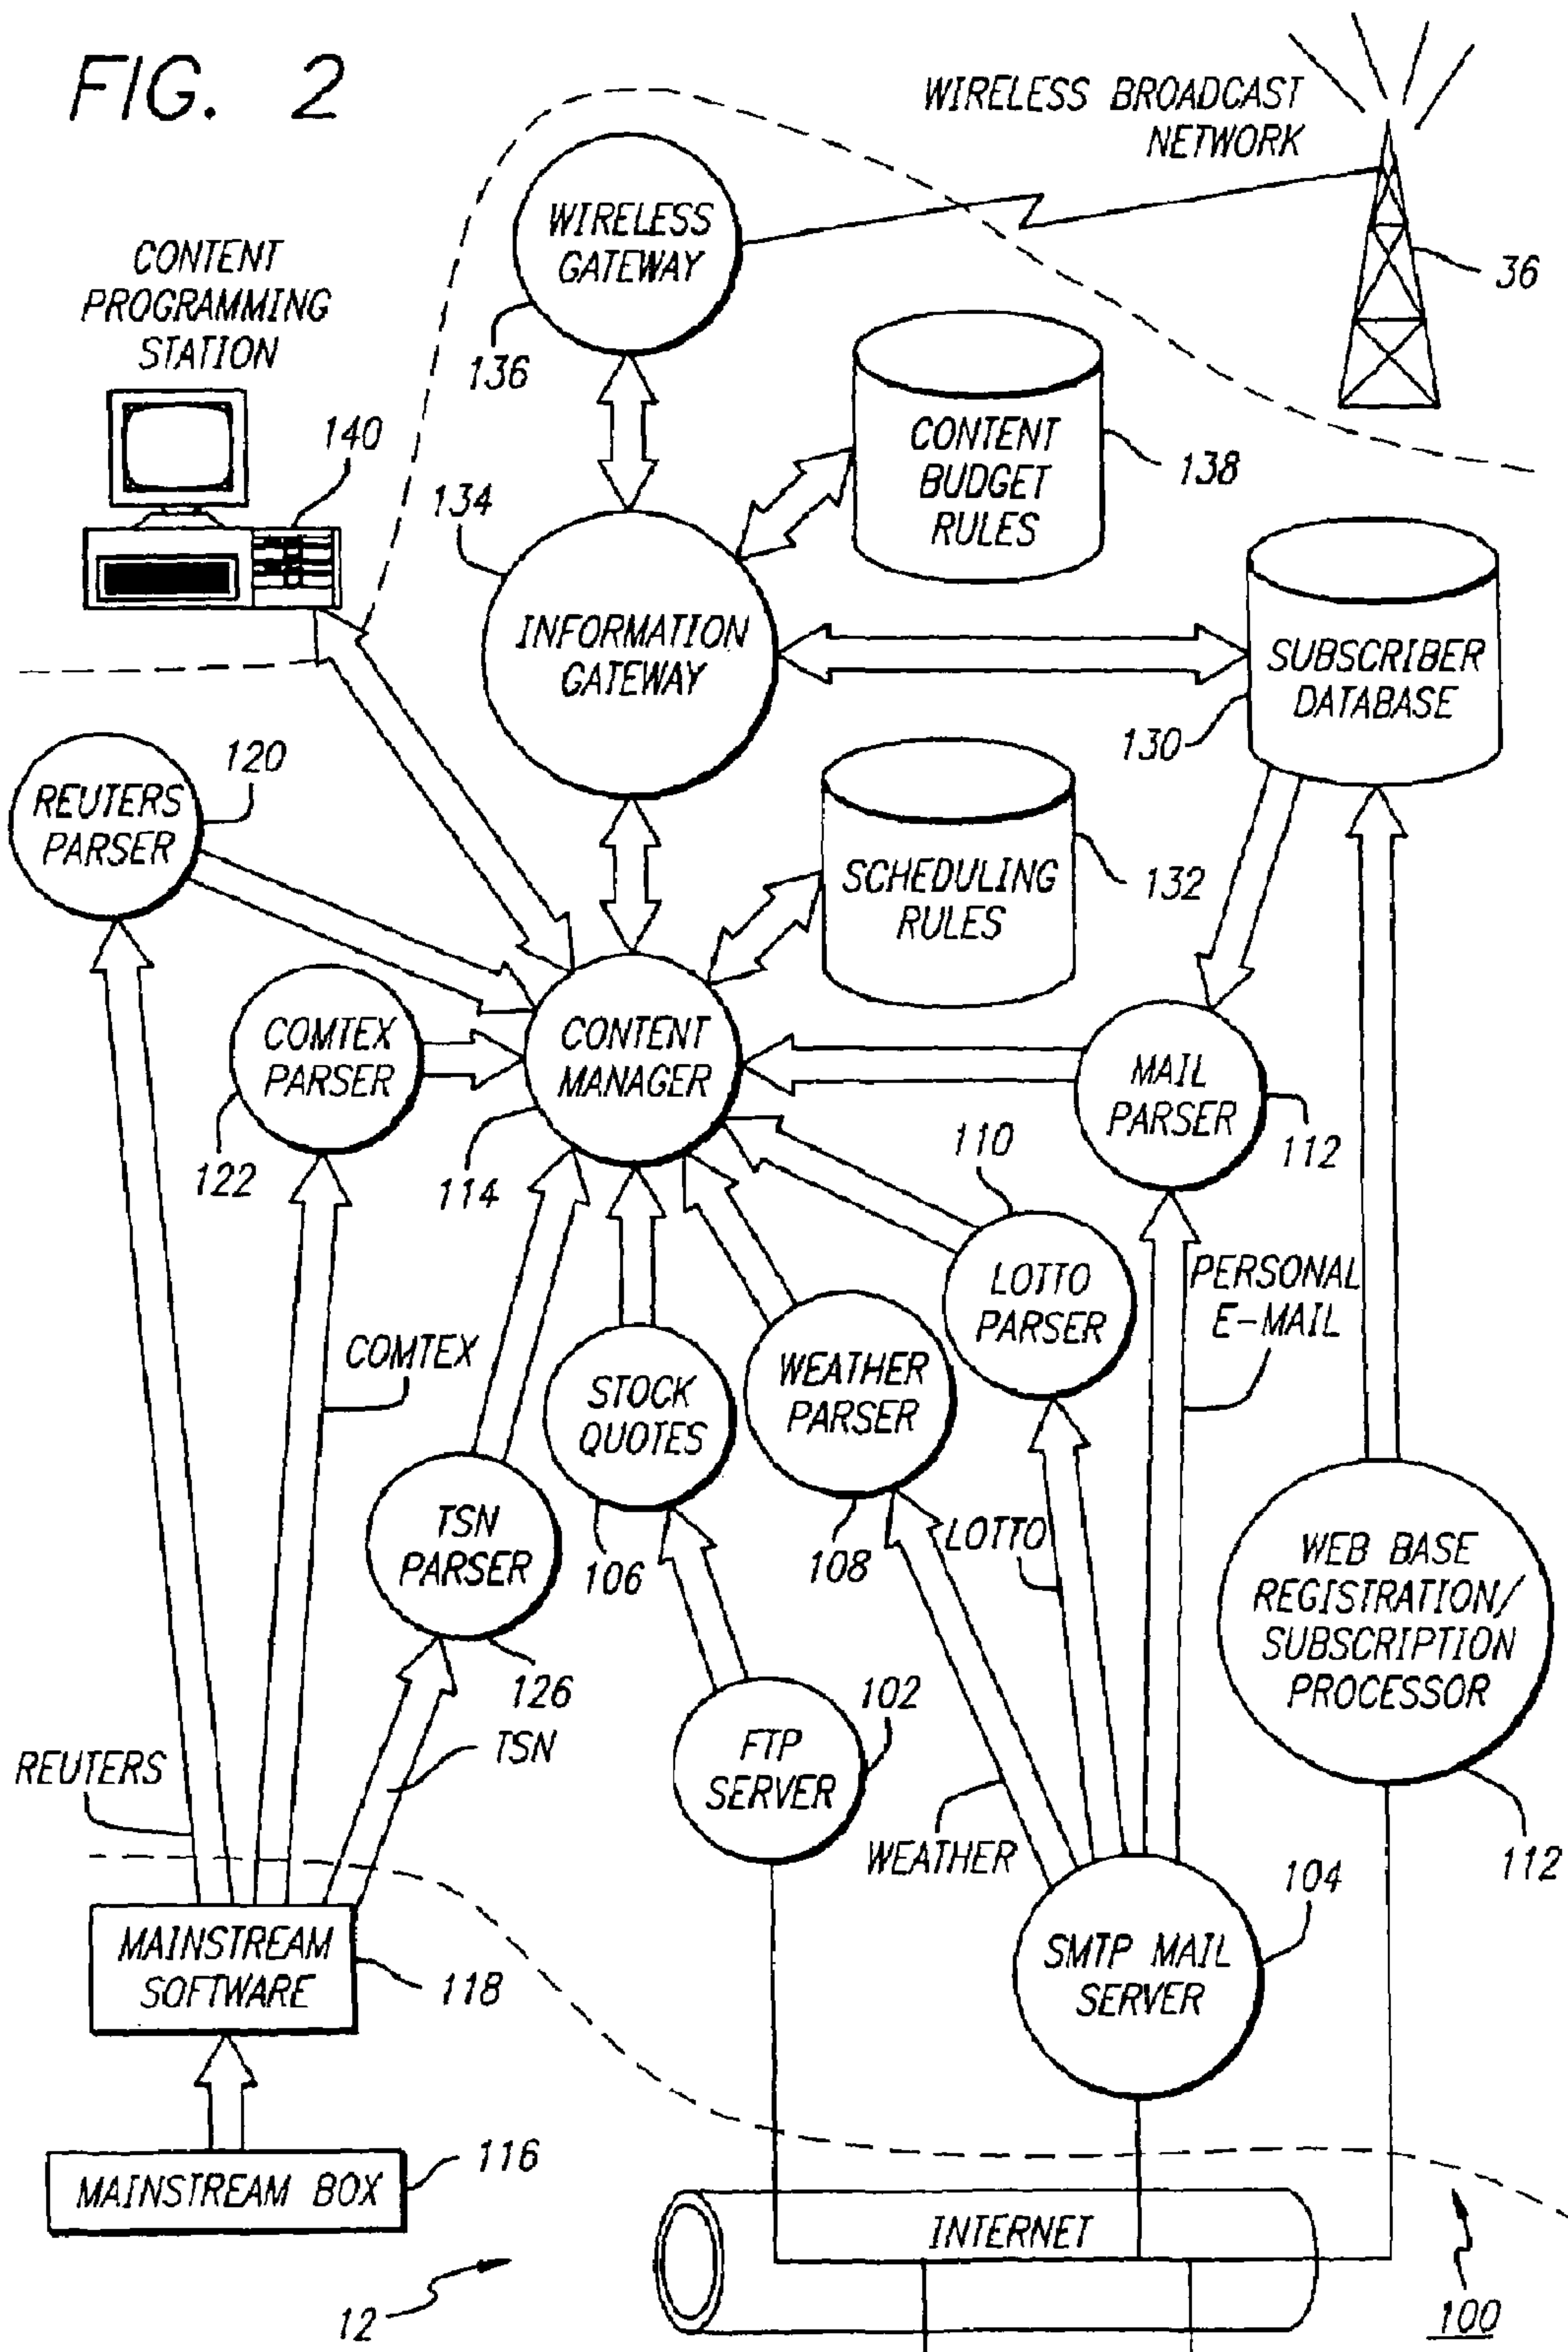 FIG. 2
WIRELESS BROADCAST
NETWORK
WIRELESS
GATEWAY
36
CONTENT
PROGRAMMING
STATION
136
140
CONTENT
BUDGET
RULES
138
134
INFORMATION
GATEWAY
SUBSCRIBER
DATABASE
130
120
REUTERS
PARSER
SCHEDULING
RULES
132
COMTEX
PARSER
CONTENT
MANAGER
MAIL
PARSER
122
114
110
112
LOTTO
PARSER
PERSONAL
E-MAIL
COMTEX
STOCK
QUOTES
WEATHER
PARSER
TSN
PARSER
106
108
LOTTO
WEB BASE
REGISTRATION/
SUBSCRIPTION
PROCESSOR
126
TSN
102
FTP
SERVER
REUTERS
WEATHER
112
104
MAINSTREAM
SOFTWARE
118
SMTP MAIL
SERVER
MAINSTREAM BOX
116
INTERNET
12
100